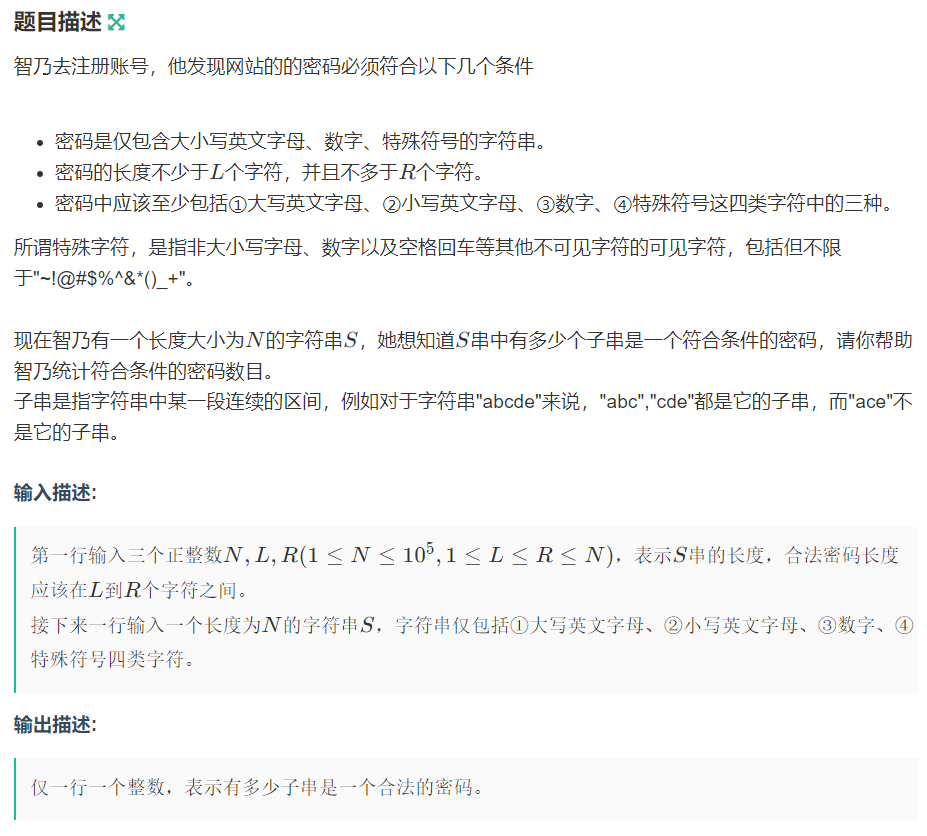 题目描述
智乃去注册账号，他发现网站的的密码必须符合以下几个条件
• 密码是仅包含大小写英文字母、数字、特殊符号的字符串。
• 密码的长度不少于L个字符，并且不多于R个字符。
• 密码中应该至少包括①大写英文字母、②小写英文字母、③数字、④特殊符号这四类字符中的三种。
所谓特殊字符，是指非大小写字母、数字以及空格回车等其他不可见字符的可见字符，包括但不限
于"~!@#$%^&*()_+"。
现在智乃有一个长度大小为N的字符串S，她想知道S串中有多少个子串是一个符合条件的密码，请你帮助
智乃统计符合条件的密码数目。
子串是指字符串中某一段连续的区间，例如对于字符串"abcde"来说，"abc","cde"都是它的子串，而"ace"不
是它的子串。
输入描述:
第一行输入三个正整数N, L, R(1 ≤ N ≤ 10⁵, 1 ≤ L ≤ R ≤ N)，表示S串的长度，合法密码长度
应该在L到R个字符之间。
接下来一行输入一个长度为N的字符串S，字符串仅包括①大写英文字母、②小写英文字母、③数字、④
特殊符号四类字符。
输出描述:
仅一行一个整数，表示有多少子串是一个合法的密码。